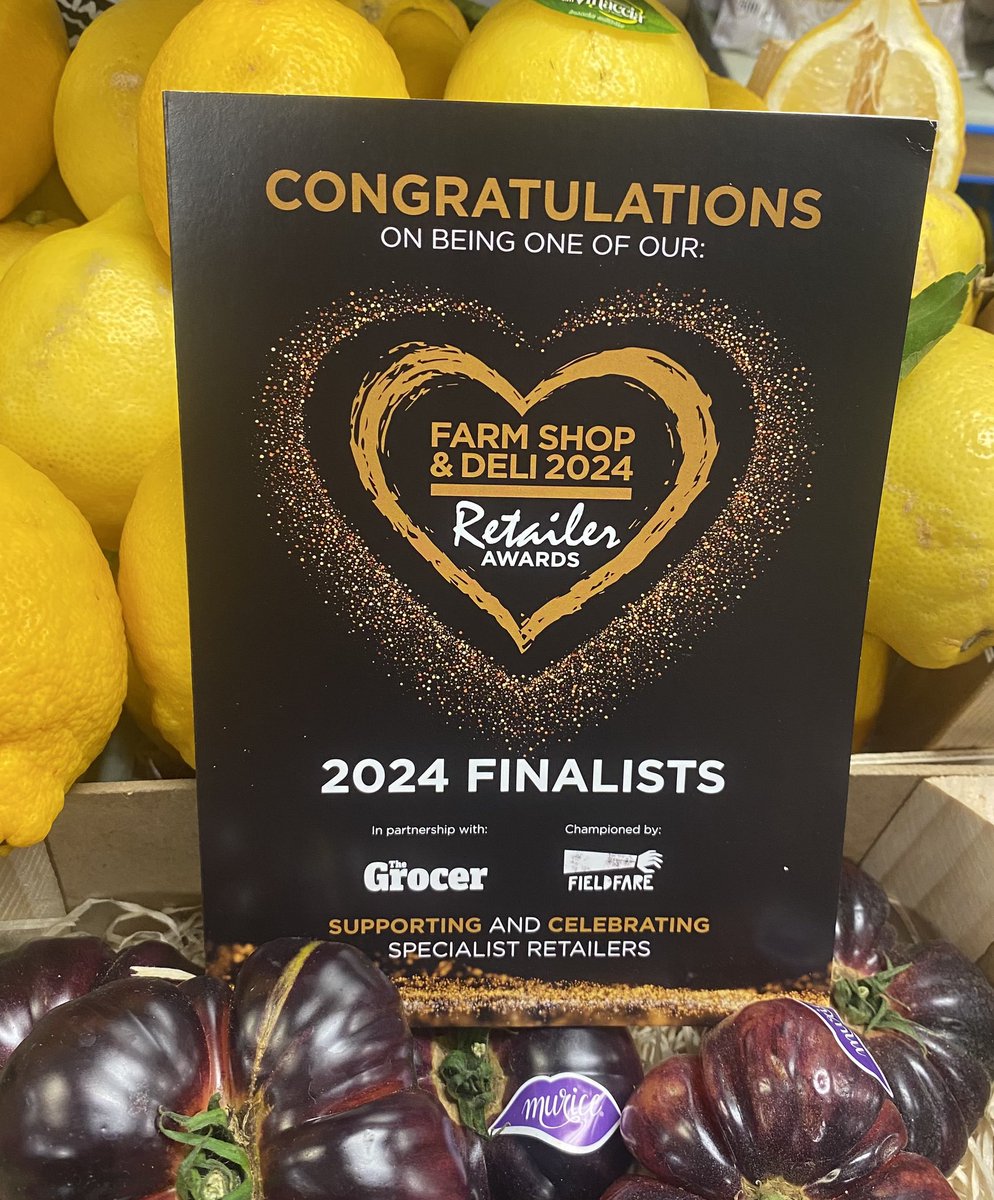 CONGRATULATIONS
ON BEING ONE OF OUR:
FARM SHOP
& DELI 2024
Retailer
AWARDS
2024 FINALISTS
In partnership with:
Championed by:
The
Grocer
FIELDFARE
SUPPORTING AND CELEBRATING
SPECIALIST RETAILERS
murice